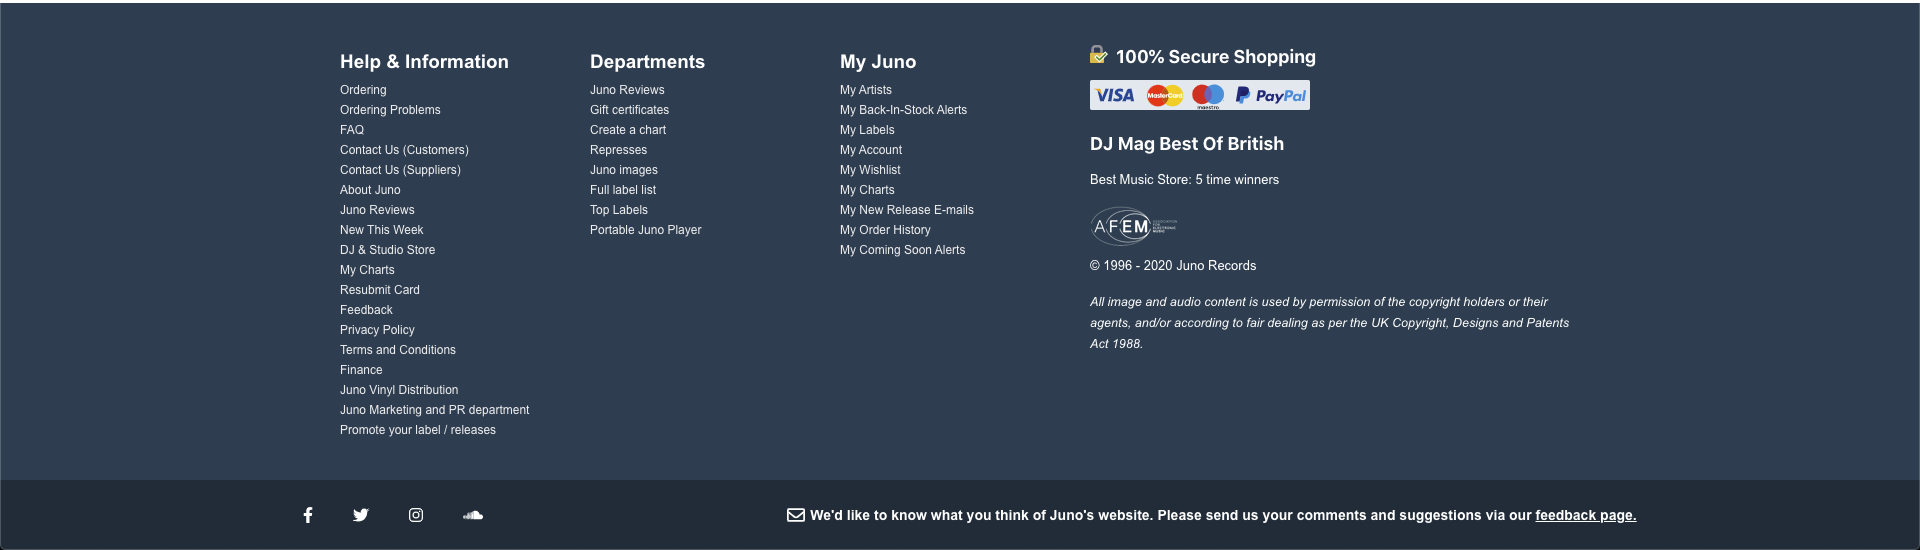 Help & Information
Ordering
Ordering Problems
FAQ
Contact Us (Customers)
Contact Us (Suppliers)
About Juno
Juno Reviews
New This Week
DJ & Studio Store
My Charts
Resubmit Card
Feedback
Privacy Policy
Terms and Conditions
Finance
Juno Vinyl Distribution
Juno Marketing and PR department
Promote your label / releases
Departments
Juno Reviews
Gift certificates
Create a chart
Represses
Juno images
Full label list
Top Labels
Portable Juno Player
My Juno
My Artists
My Back-In-Stock Alerts
My Labels
My Account
My Wishlist
My Charts
My New Release E-mails
My Order History
My Coming Soon Alerts
100% Secure Shopping
VISA MasterCard maestro PayPal
DJ Mag Best Of British
Best Music Store: 5 time winners
AFEM
ASSOCIATION
FOR
ELECTRONIC
MUSIC
© 1996 - 2020 Juno Records
All image and audio content is used by permission of the copyright holders or their
agents, and/or according to fair dealing as per the UK Copyright, Designs and Patents
Act 1988.
We'd like to know what you think of Juno's website. Please send us your comments and suggestions via our feedback page.